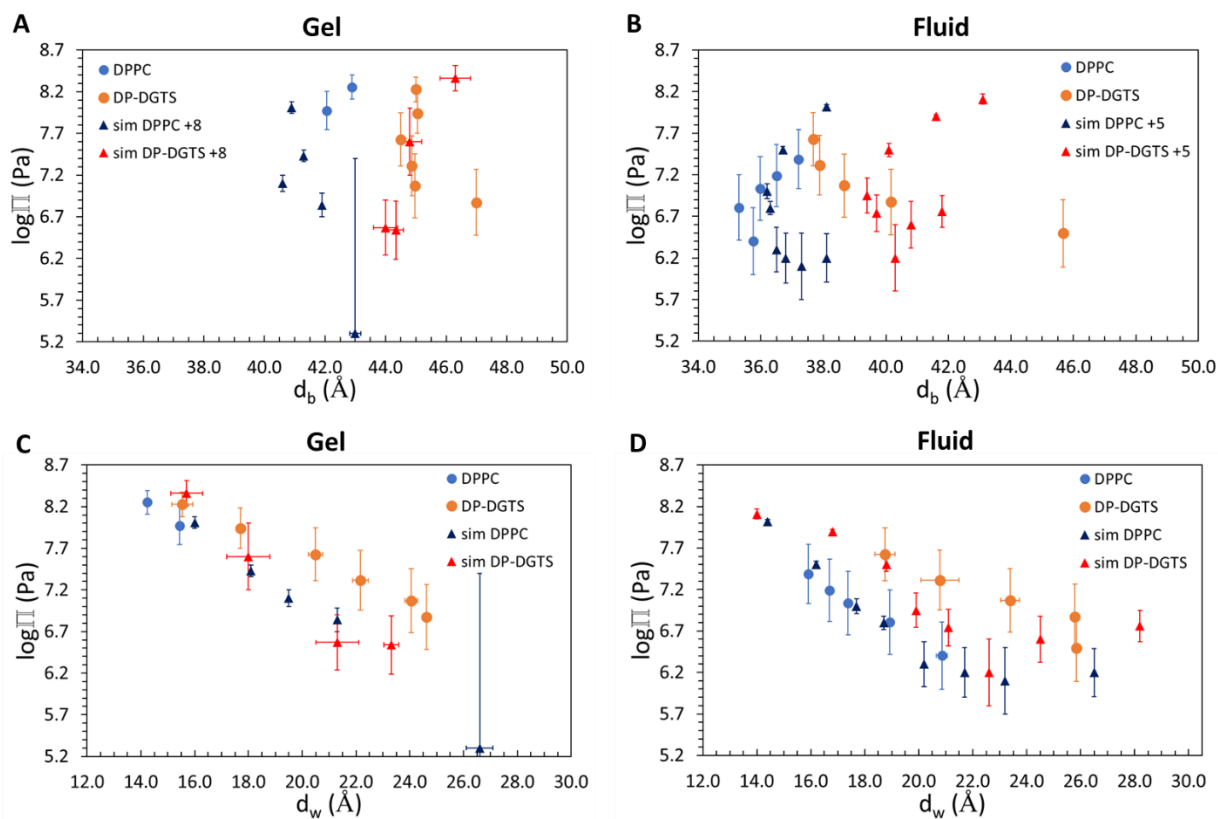 A
Gel
B
Fluid
8.7
8.2
7.7
7.2
6.7
6.2
5.7
5.2
logΠ (Pa)
DPPC
DP-DGTS
sim DPPC +8
sim DP-DGTS +8
34.0 36.0 38.0 40.0 42.0 44.0 46.0 48.0 50.0
d_b (Å)
8.7
8.2
7.7
7.2
6.7
6.2
5.7
5.2
logΠ (Pa)
DPPC
DP-DGTS
sim DPPC +5
sim DP-DGTS +5
34.0 36.0 38.0 40.0 42.0 44.0 46.0 48.0 50.0
d_b (Å)
C
Gel
D
Fluid
8.7
8.2
7.7
7.2
6.7
6.2
5.7
5.2
logΠ (Pa)
DPPC
DP-DGTS
sim DPPC
sim DP-DGTS
12.0 14.0 16.0 18.0 20.0 22.0 24.0 26.0 28.0 30.0
d_w (Å)
8.7
8.2
7.7
7.2
6.7
6.2
5.7
5.2
logΠ (Pa)
DPPC
DP-DGTS
sim DPPC
sim DP-DGTS
12.0 14.0 16.0 18.0 20.0 22.0 24.0 26.0 28.0 30.0
d_w (Å)